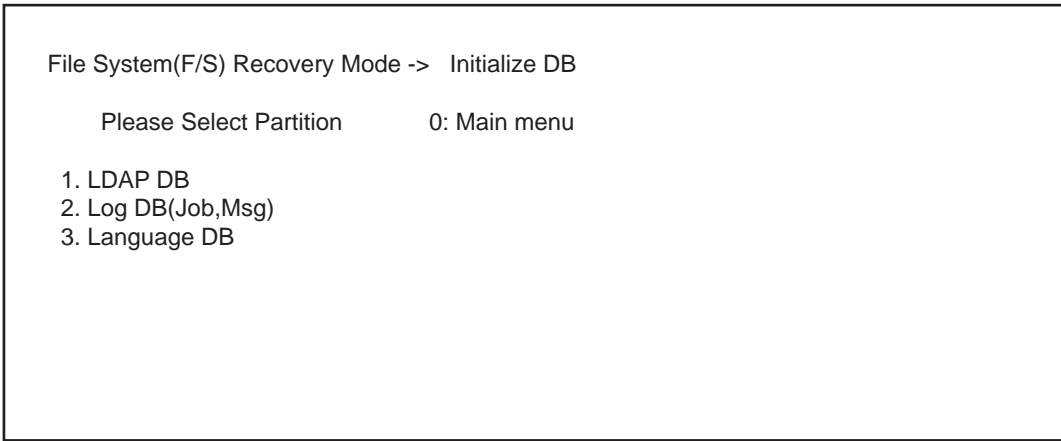 File System(F/S) Recovery Mode -> Initialize DB
Please Select Partition 0: Main menu
1. LDAP DB
2. Log DB(Job,Msg)
3. Language DB